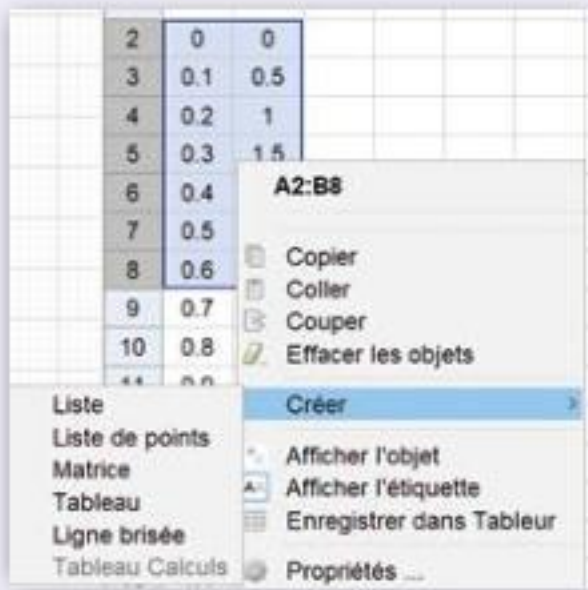 2 0 0
3 0.1 0.5
4 0.2 1
5 0.3 1.5
6 0.4
7 0.5
8 0.6
9 0.7
10 0.8
A2:B8
Copier
Coller
Couper
Effacer les objets
Créer
Afficher l'objet
Afficher l'étiquette
Enregistrer dans Tableur
Propriétés ...
Liste
Liste de points
Matrice
Tableau
Ligne brisée
Tableau Calculs